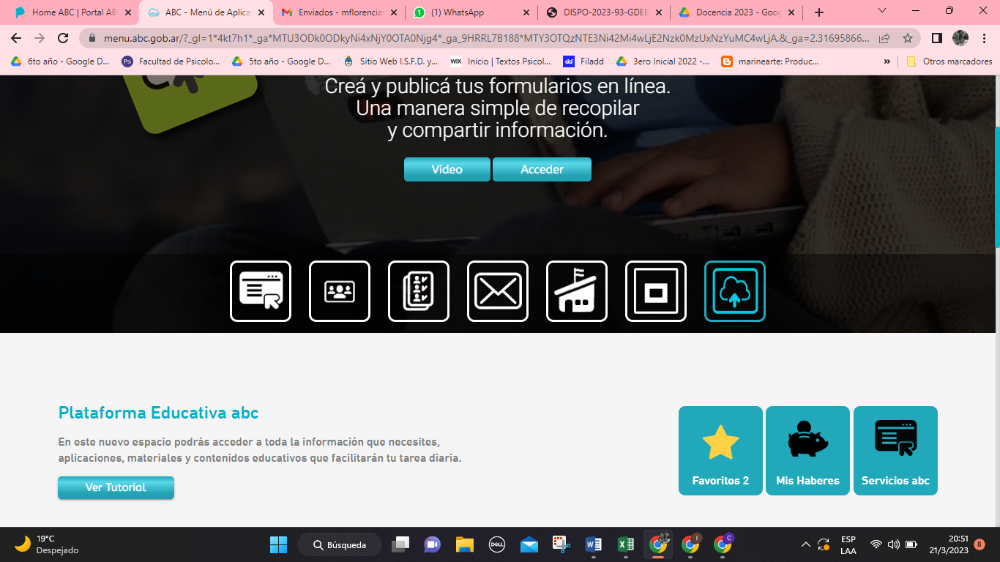 Home ABC | Portal AB
ABC - Menú de Aplica
Enviados - mflorencia
(1) WhatsApp
DISPO-2023-93-GDEB
Docencia 2023 - Goog
menu.abc.gob.ar/?_gl=1*4kt7h1*_ga*MTU3ODk0ODkyNi4xNjY0OTA0Njg4*_ga_9HRRL7B188*MTY3OTQzNTE3Ni42Mi4wLjE2Nzk0MzUxNzYuMC4wLjA.&_ga=2.31695866...
6to año - Google D...
Facultad de Psicolo...
5to año - Google D...
Sitio Web I.S.F.D. y...
WIX
Inicio | Textos Psicol...
Filadd
3ero Inicial 2022 -...
marinearte: Produc...
»
Otros marcadores
Creá y publicá tus formularios en línea.
Una manera simple de recopilar
y compartir información.
Video
Acceder
Plataforma Educativa abc
En este nuevo espacio podrás acceder a toda la información que necesites,
aplicaciones, materiales y contenidos educativos que facilitarán tu tarea diaria.
Ver Tutorial
Favoritos 2
Mis Haberes
Servicios abc
19°C
Despejado
Búsqueda
DELL
ESP
LAA
20:51
21/3/2023
8